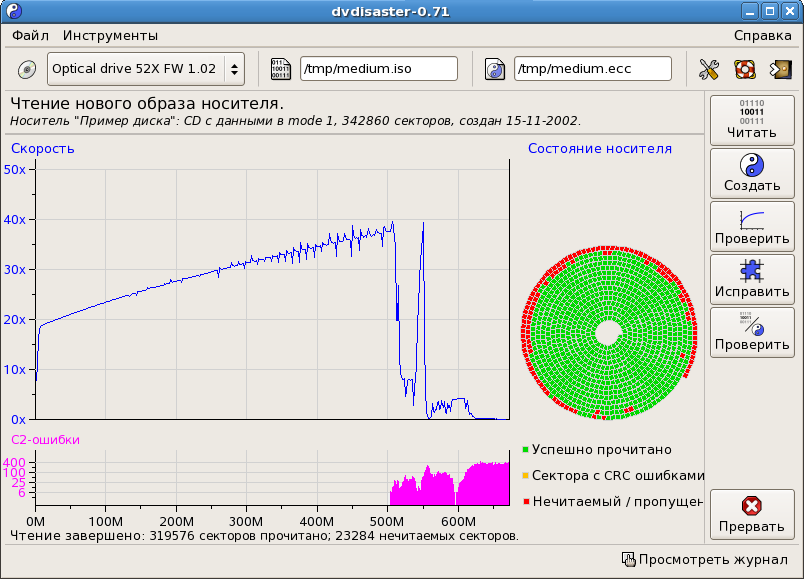 dvdisaster-0.71
Файл Инструменты Справка
Optical drive 52X FW 1.02 /tmp/medium.iso /tmp/medium.ecc
Чтение нового образа носителя.
Носитель "Пример диска": CD с данными в mode 1, 342860 секторов, создан 15-11-2002.
Скорость
50x
40x
30x
20x
10x
0x
C2-ошибки
400
100
25
6
0M 100M 200M 300M 400M 500M 600M
Состояние носителя
Успешно прочитано
Сектора с CRC ошибками
Нечитаемый / пропущен
01110
10011
00111
Читать
Создать
Проверить
Исправить
Проверить
Прервать
Чтение завершено: 319576 секторов прочитано; 23284 нечитаемых секторов.
Просмотреть журнал